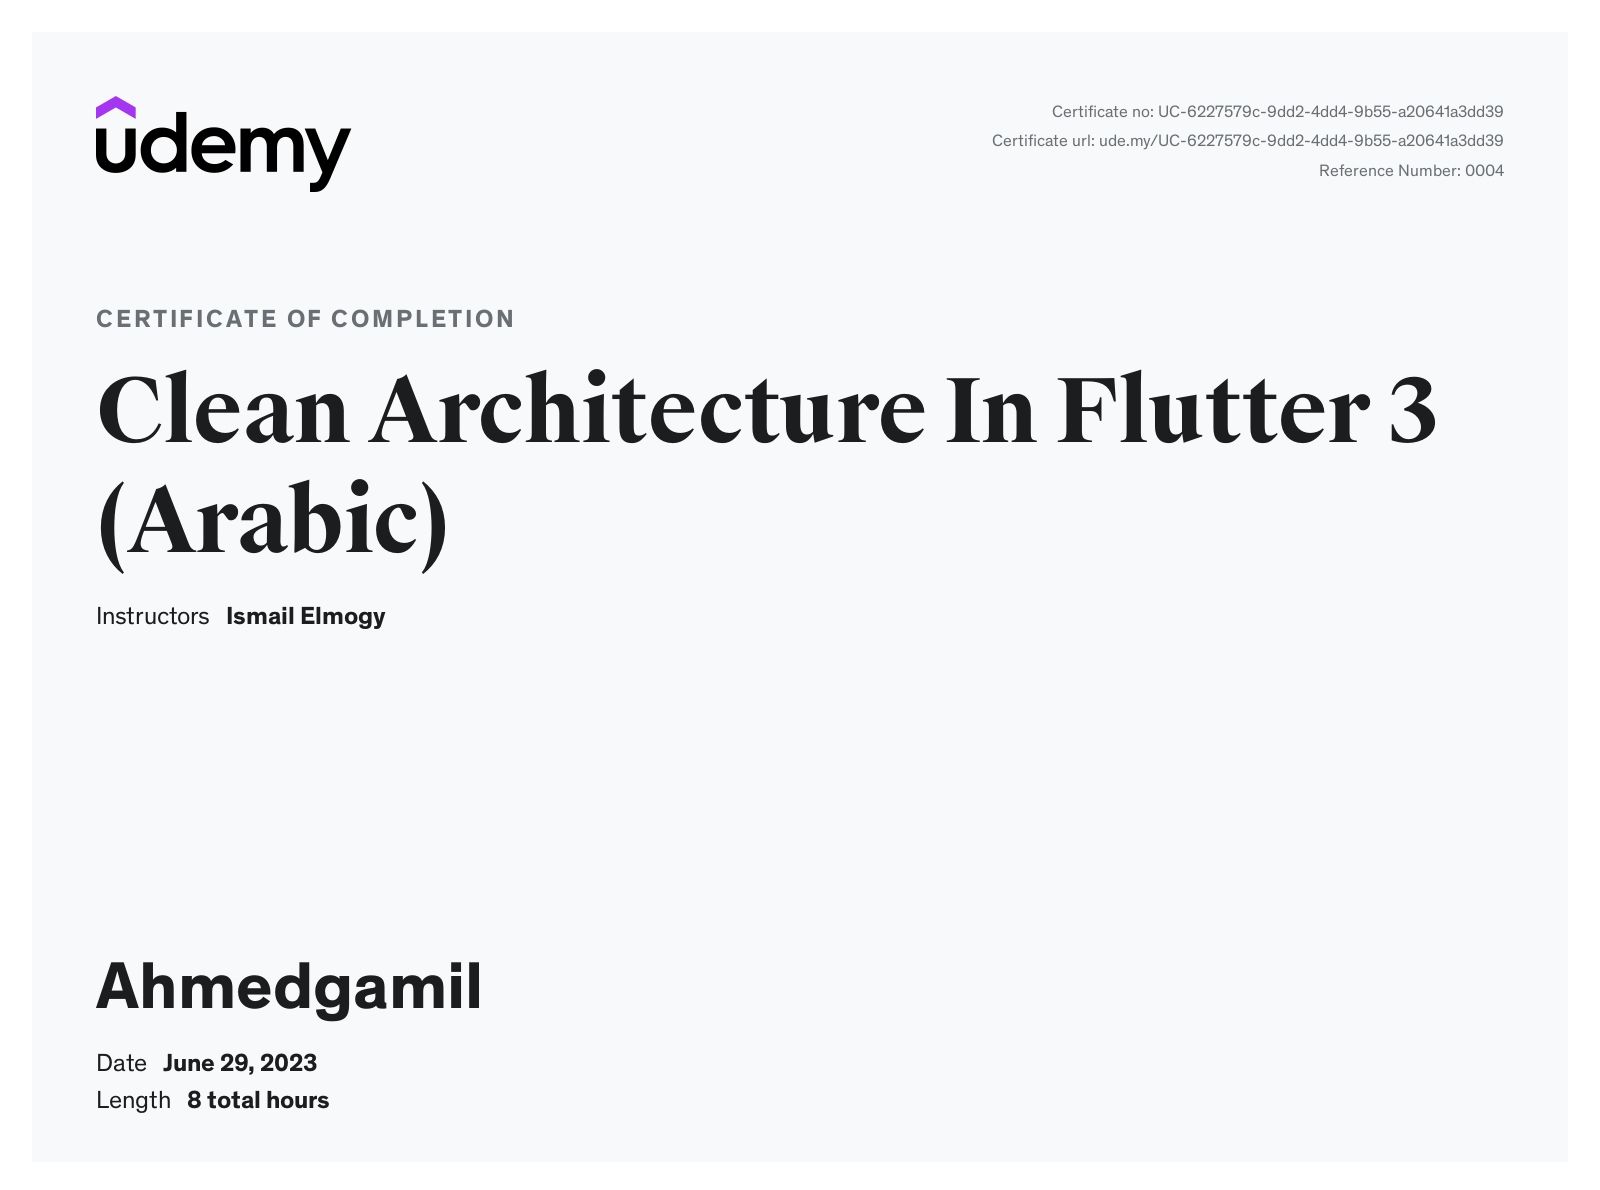 udemy
Certificate no: UC-6227579c-9dd2-4dd4-9b55-a20641a3dd39
Certificate url: ude.my/UC-6227579c-9dd2-4dd4-9b55-a20641a3dd39
Reference Number: 0004
CERTIFICATE OF COMPLETION
Clean Architecture In Flutter 3
(Arabic)
Instructors Ismail Elmogy
Ahmedgamil
Date June 29, 2023
Length 8 total hours